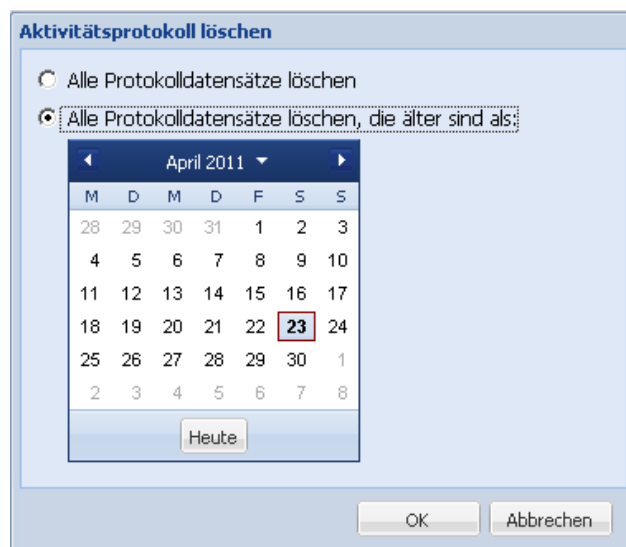 Aktivitätsprotokoll löschen
Alle Protokolldatensätze löschen
Alle Protokolldatensätze löschen, die älter sind als:
April 2011
M D M D F S S
28 29 30 31 1 2 3
4 5 6 7 8 9 10
11 12 13 14 15 16 17
18 19 20 21 22 23 24
25 26 27 28 29 30 1
2 3 4 5 6 7 8
Heute
OK Abbrechen